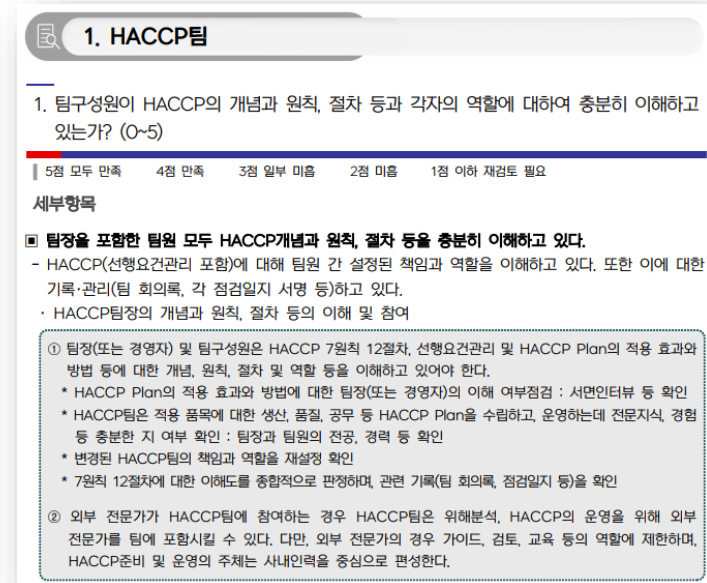 1. HACCP팀
1. 팀구성원이 HACCP의 개념과 원칙, 절차 등과 각자의 역할에 대하여 충분히 이해하고
있는가? (0~5)
5점 모두 만족 4점 만족 3점 일부 미흡 2점 미흡 1점 이하 재검토 필요
세부항목
▣ 팀장을 포함한 팀원 모두 HACCP개념과 원칙, 절차 등을 충분히 이해하고 있다.
- HACCP(선행요건관리 포함)에 대해 팀원 간 설정된 책임과 역할을 이해하고 있다. 또한 이에 대한
기록·관리(팀 회의록, 각 점검일지 서명 등)하고 있다.
· HACCP팀장의 개념과 원칙, 절차 등의 이해 및 참여
① 팀장(또는 경영자) 및 팀구성원은 HACCP 7원칙 12절차, 선행요건관리 및 HACCP Plan의 적용 효과와
방법 등에 대한 개념, 원칙, 절차 및 역할 등을 이해하고 있어야 한다.
* HACCP Plan의 적용 효과와 방법에 대한 팀장(또는 경영자)의 이해 여부점검 : 서면인터뷰 등 확인
* HACCP팀은 적용 품목에 대한 생산, 품질, 공무 등 HACCP Plan을 수립하고, 운영하는데 전문지식, 경험
등 충분한 지 여부 확인 : 팀장과 팀원의 전공, 경력 등 확인
* 변경된 HACCP팀의 책임과 역할을 재설정 확인
* 7원칙 12절차에 대한 이해도를 종합적으로 판정하며, 관련 기록(팀 회의록, 점검일지 등)을 확인
② 외부 전문가가 HACCP팀에 참여하는 경우 HACCP팀은 위해분석, HACCP의 운영을 위해 외부
전문가를 팀에 포함시킬 수 있다. 다만, 외부 전문가의 경우 가이드, 검토, 교육 등의 역할에 제한하며,
HACCP준비 및 운영의 주체는 사내인력을 중심으로 편성한다.